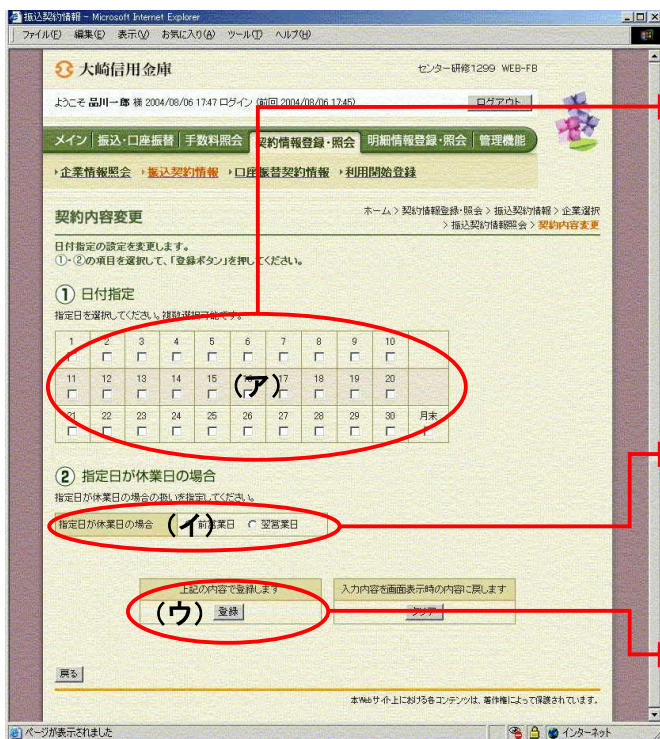 振込契約情報 - Microsoft Internet Explorer
ファイル(F) 編集(E) 表示(V) お気に入り(A) ツール(T) ヘルプ(H)
大崎信用金庫
センター研修1299 WEB-FB
ようこそ 品川一郎 様 2004/08/06 17:47 ログイン (前回 2004/08/06 17:45)
ログアウト
メイン 振込・口座振替 手数料照会 契約情報登録・照会 明細情報登録・照会 管理機能
企業情報照会 振込契約情報 口座振替契約情報 利用開始登録
契約内容変更
ホーム > 契約情報登録・照会 > 振込契約情報 > 企業選択
> 振込契約情報照会 > 契約内容変更
日付指定の設定を変更します。
①-②の項目を選択して、「登録ボタン」を押してください。
① 日付指定
指定日を選択してください。複数選択可能です。
1 2 3 4 5 6 7 8 9 10
11 12 13 14 15 17 18 19 20
(ア)
21 22 23 24 25 26 27 28 29 30 月末
② 指定日が休業日の場合
指定日が休業日の場合の扱いを指定してください。
指定日が休業日の場合 (イ) 前営業日 翌営業日
上記の内容で登録します 入力内容を画面表示時の内容に戻します
(ウ) 登録 クリア
戻る
本Webサイト上における各コンテンツは、著作権によって保護されています。
ページが表示されました インターネット